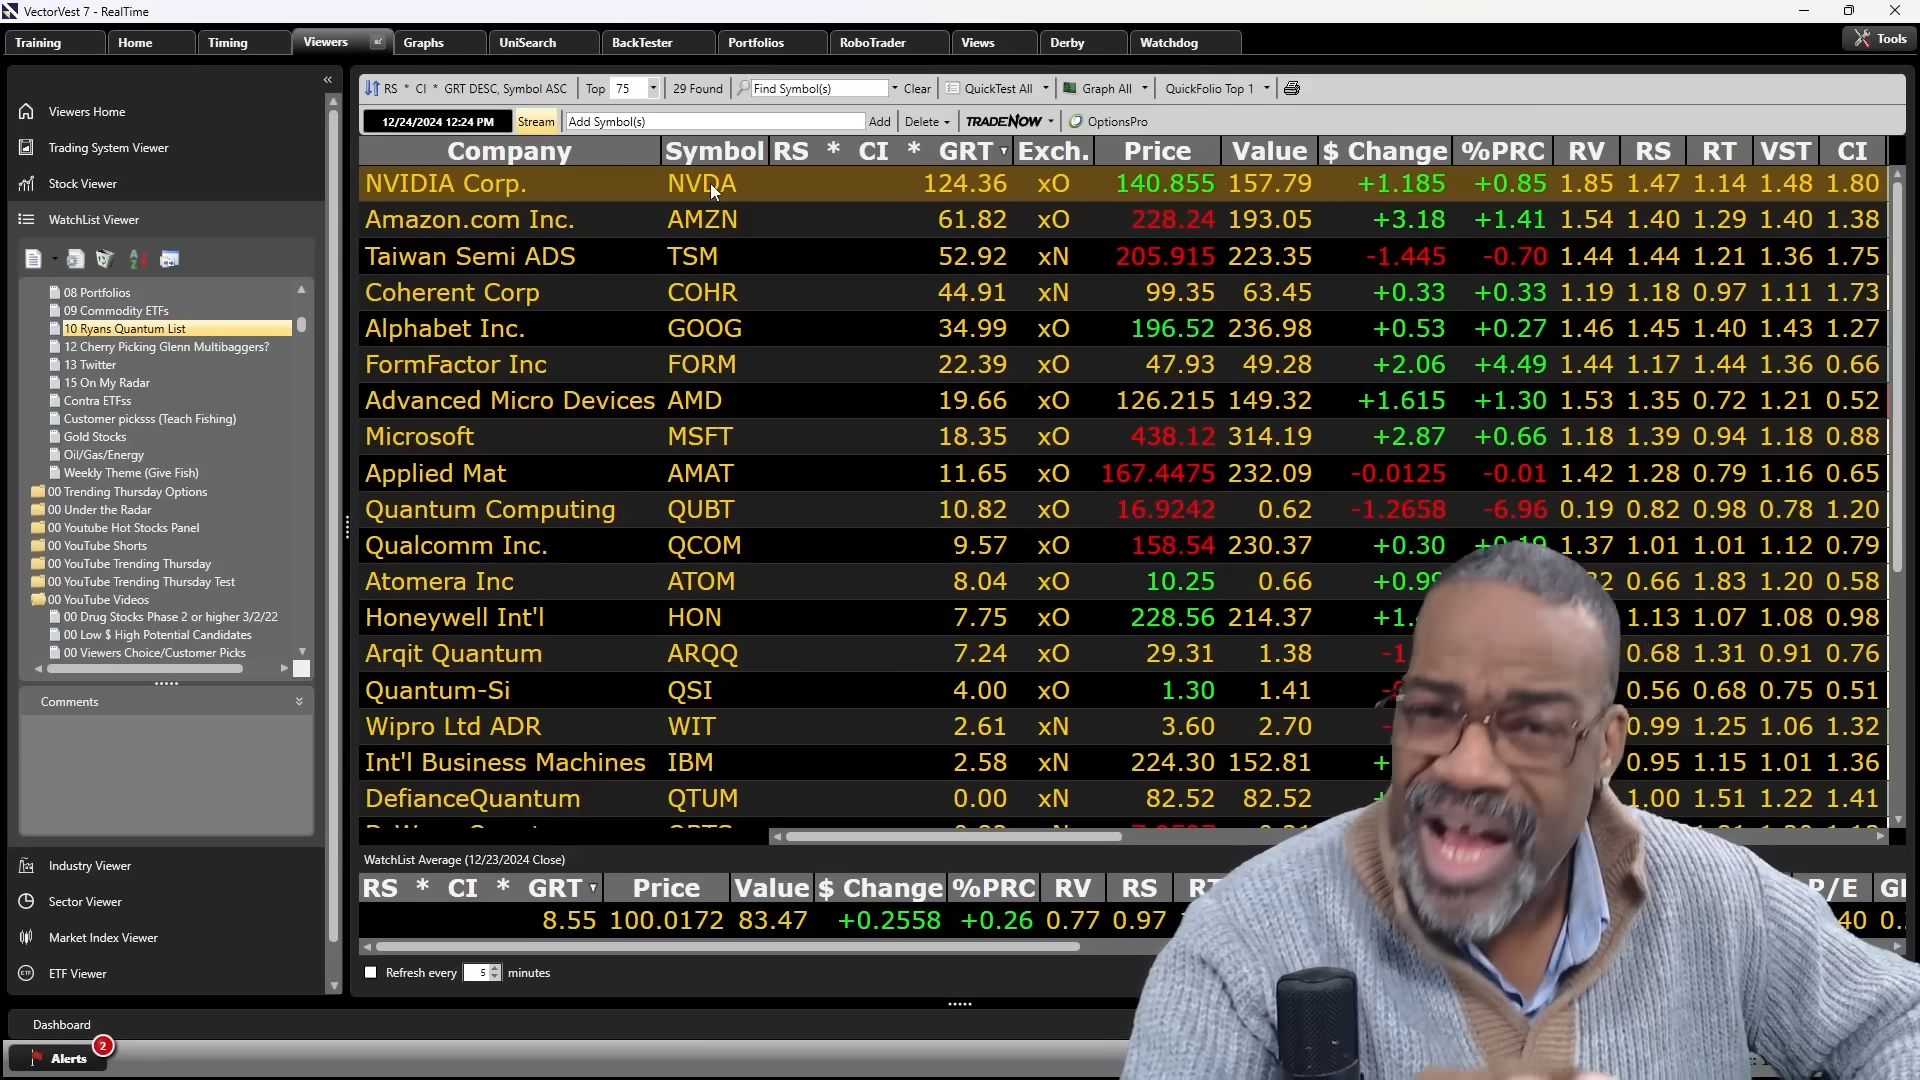 VectorVest 7 - RealTime
Training Home Timing Viewers Graphs UniSearch BackTester Portfolios RoboTrader Views Derby Watchdog Tools
Viewers Home
Trading System Viewer
Stock Viewer
WatchList Viewer
08 Portfolios
09 Commodity ETFs
10 Ryans Quantum List
12 Cherry Picking Glenn Multibaggers?
13 Twitter
15 On My Radar
Contra ETFss
Customer picksss (Teach Fishing)
Gold Stocks
Oil/Gas/Energy
Weekly Theme (Give Fish)
00 Trending Thursday Options
00 Under the Radar
00 Youtube Hot Stocks Panel
00 YouTube Shorts
00 YouTube Trending Thursday
00 YouTube Trending Thursday Test
00 YouTube Videos
00 Drug Stocks Phase 2 or higher 3/2/22
00 Low $ High Potential Candidates
00 Viewers Choice/Customer Picks
Comments
Industry Viewer
Sector Viewer
Market Index Viewer
ETF Viewer
RS * CI * GRT DESC, Symbol ASC Top 75 29 Found Find Symbol(s) Clear QuickTest All Graph All QuickFolio Top 1
12/24/2024 12:24 PM Stream Add Symbol(s) Add Delete TRADENOW OptionsPro
Company Symbol RS * CI * GRT Exch. Price Value $ Change %PRC RV RS RT VST CI
NVIDIA Corp. NVDA 124.36 xO 140.855 157.79 +1.185 +0.85 1.85 1.47 1.14 1.48 1.80
Amazon.com Inc. AMZN 61.82 xO 228.24 193.05 +3.18 +1.41 1.54 1.40 1.29 1.40 1.38
Taiwan Semi ADS TSM 52.92 xN 205.915 223.35 -1.445 -0.70 1.44 1.44 1.21 1.36 1.75
Coherent Corp COHR 44.91 xN 99.35 63.45 +0.33 +0.33 1.19 1.18 0.97 1.11 1.73
Alphabet Inc. GOOG 34.99 xO 196.52 236.98 +0.53 +0.27 1.46 1.45 1.40 1.43 1.27
FormFactor Inc FORM 22.39 xO 47.93 49.28 +2.06 +4.49 1.44 1.17 1.44 1.36 0.66
Advanced Micro Devices AMD 19.66 xO 126.215 149.32 +1.615 +1.30 1.53 1.35 0.72 1.21 0.52
Microsoft MSFT 18.35 xO 438.12 314.19 +2.87 +0.66 1.18 1.39 0.94 1.18 0.88
Applied Mat AMAT 11.65 xO 167.4475 232.09 -0.0125 -0.01 1.42 1.28 0.79 1.16 0.65
Quantum Computing QUBT 10.82 xO 16.9242 0.62 -1.2658 -6.96 0.19 0.82 0.98 0.78 1.20
Qualcomm Inc. QCOM 9.57 xO 158.54 230.37 +0.30 +0.19 1.37 1.01 1.01 1.12 0.79
Atomera Inc ATOM 8.04 xO 10.25 0.66 0.66 1.83 1.20 0.58
Honeywell Int'l HON 7.75 xO 228.56 214.37 1.13 1.07 1.08 0.98
Arqit Quantum ARQQ 7.24 xO 29.31 1.38 0.68 1.31 0.91 0.76
Quantum-Si QSI 4.00 xO 1.30 1.41 0.56 0.68 0.75 0.51
Wipro Ltd ADR WIT 2.61 xN 3.60 2.70 0.99 1.25 1.06 1.32
Int'l Business Machines IBM 2.58 xN 224.30 152.81 0.95 1.15 1.01 1.36
DefianceQuantum QTUM 0.00 xN 82.52 82.52 1.00 1.51 1.22 1.41
WatchList Average (12/23/2024 Close)
RS * CI * GRT Price Value $ Change %PRC RV RS P/E
8.55 100.0172 83.47 +0.2558 +0.26 0.77 0.97
Refresh every 5 minutes
Dashboard
Alerts 2